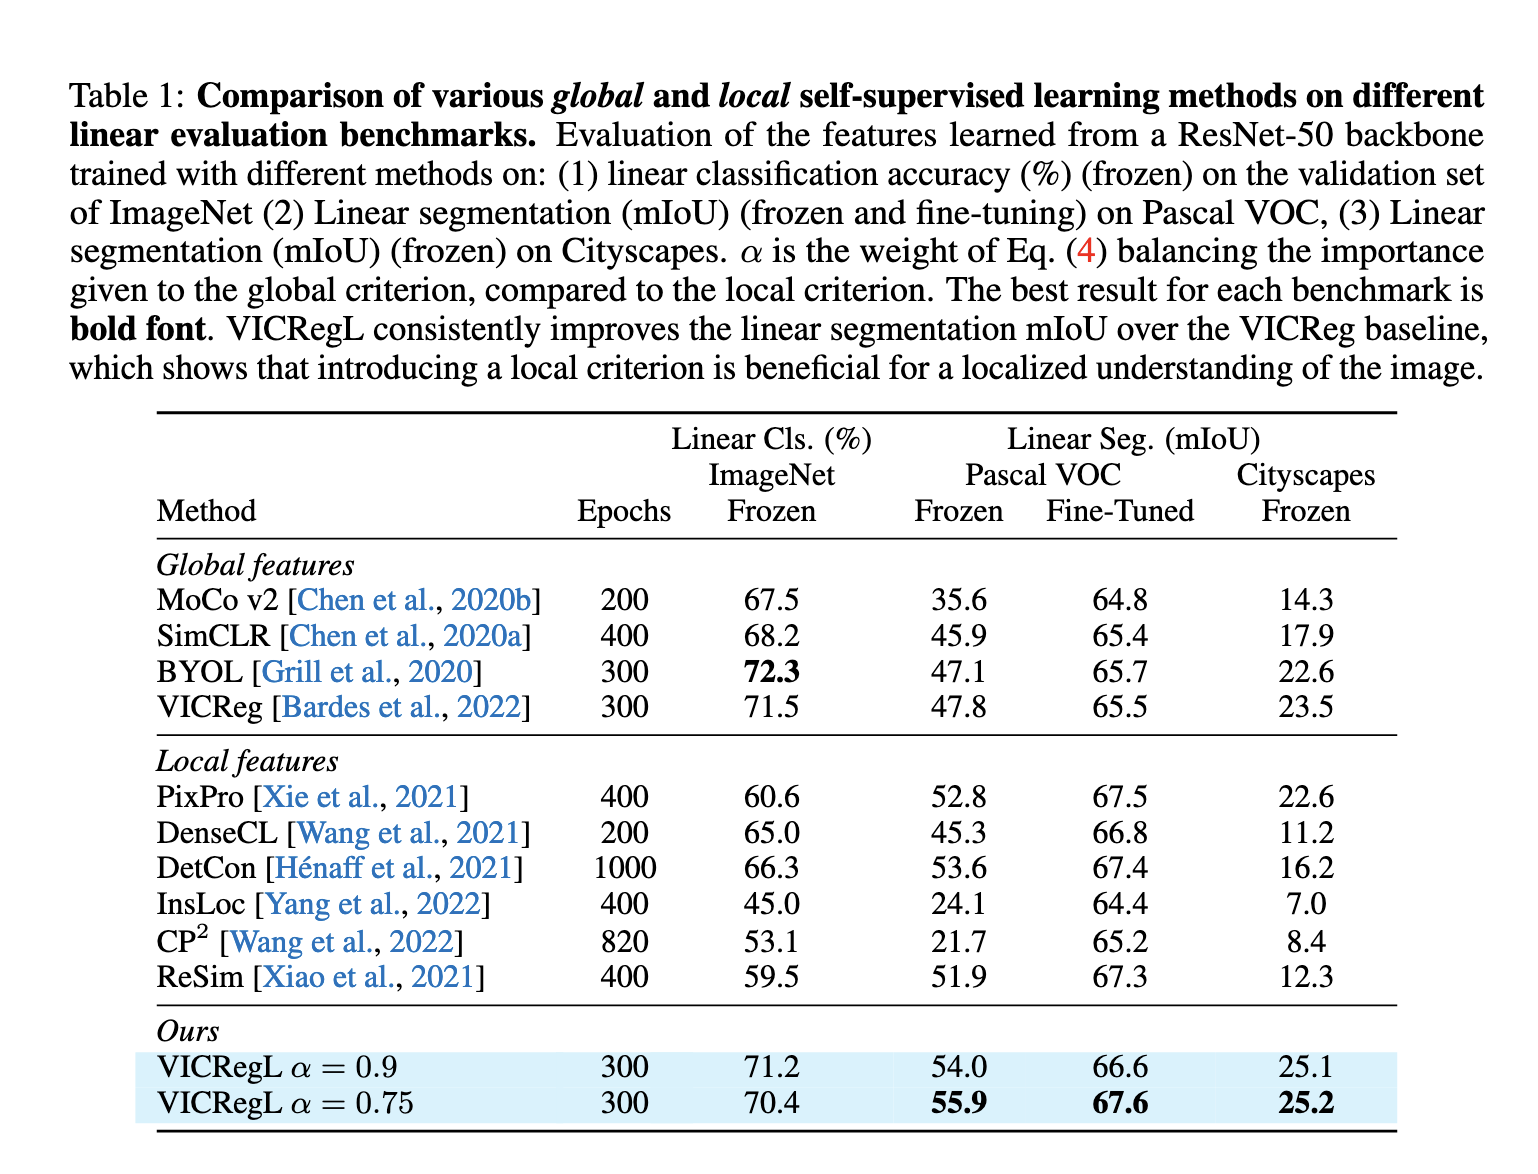 Table 1: Comparison of various global and local self-supervised learning methods on different
linear evaluation benchmarks. Evaluation of the features learned from a ResNet-50 backbone
trained with different methods on: (1) linear classification accuracy (%) (frozen) on the validation set
of ImageNet (2) Linear segmentation (mIoU) (frozen and fine-tuning) on Pascal VOC, (3) Linear
segmentation (mIoU) (frozen) on Cityscapes. α is the weight of Eq. (4) balancing the importance
given to the global criterion, compared to the local criterion. The best result for each benchmark is
bold font. VICRegL consistently improves the linear segmentation mIoU over the VICReg baseline,
which shows that introducing a local criterion is beneficial for a localized understanding of the image.
Linear Cls. (%) Linear Seg. (mIoU)
ImageNet Pascal VOC Cityscapes
Method Epochs Frozen Frozen Fine-Tuned Frozen
Global features
MoCo v2 [Chen et al., 2020b] 200 67.5 35.6 64.8 14.3
SimCLR [Chen et al., 2020a] 400 68.2 45.9 65.4 17.9
BYOL [Grill et al., 2020] 300 72.3 47.1 65.7 22.6
VICReg [Bardes et al., 2022] 300 71.5 47.8 65.5 23.5
Local features
PixPro [Xie et al., 2021] 400 60.6 52.8 67.5 22.6
DenseCL [Wang et al., 2021] 200 65.0 45.3 66.8 11.2
DetCon [Hénaff et al., 2021] 1000 66.3 53.6 67.4 16.2
InsLoc [Yang et al., 2022] 400 45.0 24.1 64.4 7.0
CP² [Wang et al., 2022] 820 53.1 21.7 65.2 8.4
ReSim [Xiao et al., 2021] 400 59.5 51.9 67.3 12.3
Ours
VICRegL α = 0.9 300 71.2 54.0 66.6 25.1
VICRegL α = 0.75 300 70.4 55.9 67.6 25.2